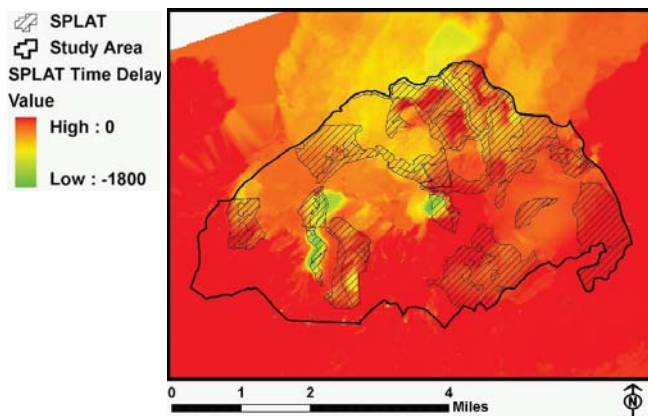 SPLAT
Study Area
SPLAT Time Delay
Value
High : 0
Low : -1800
0 1 2 4
Miles
N